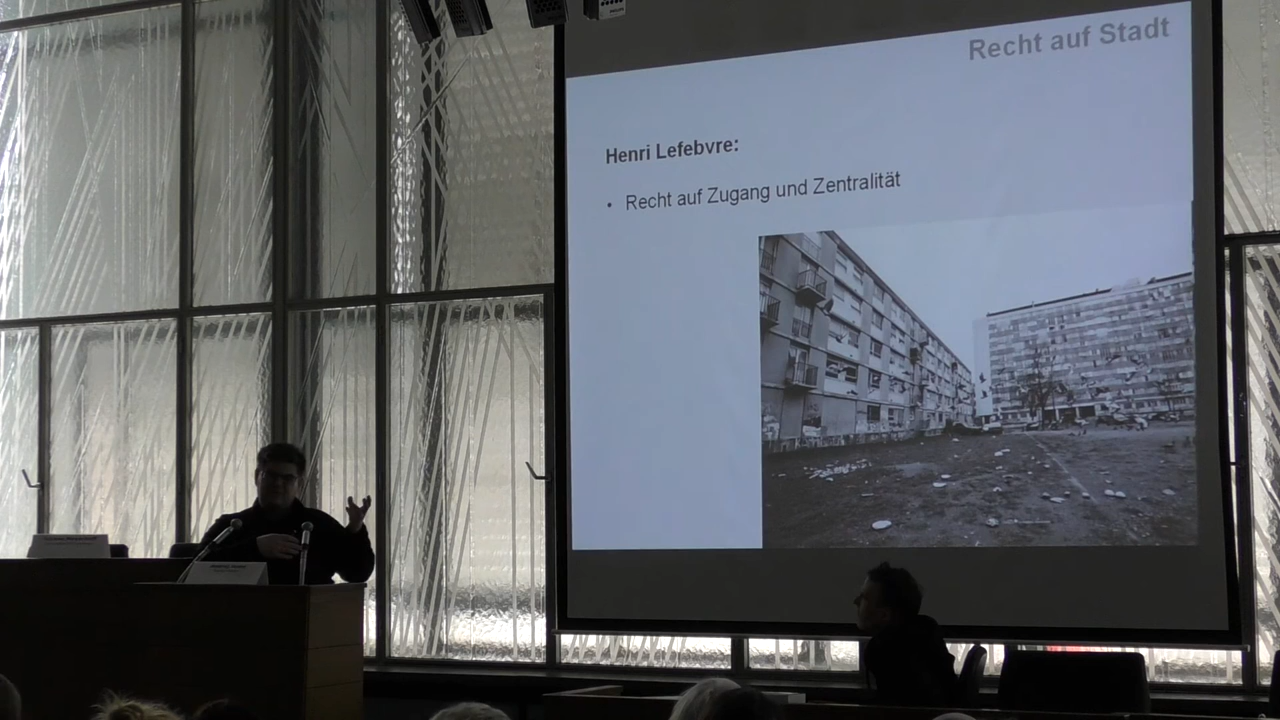 Recht auf Stadt
Henri Lefebvre:
• Recht auf Zugang und Zentralität